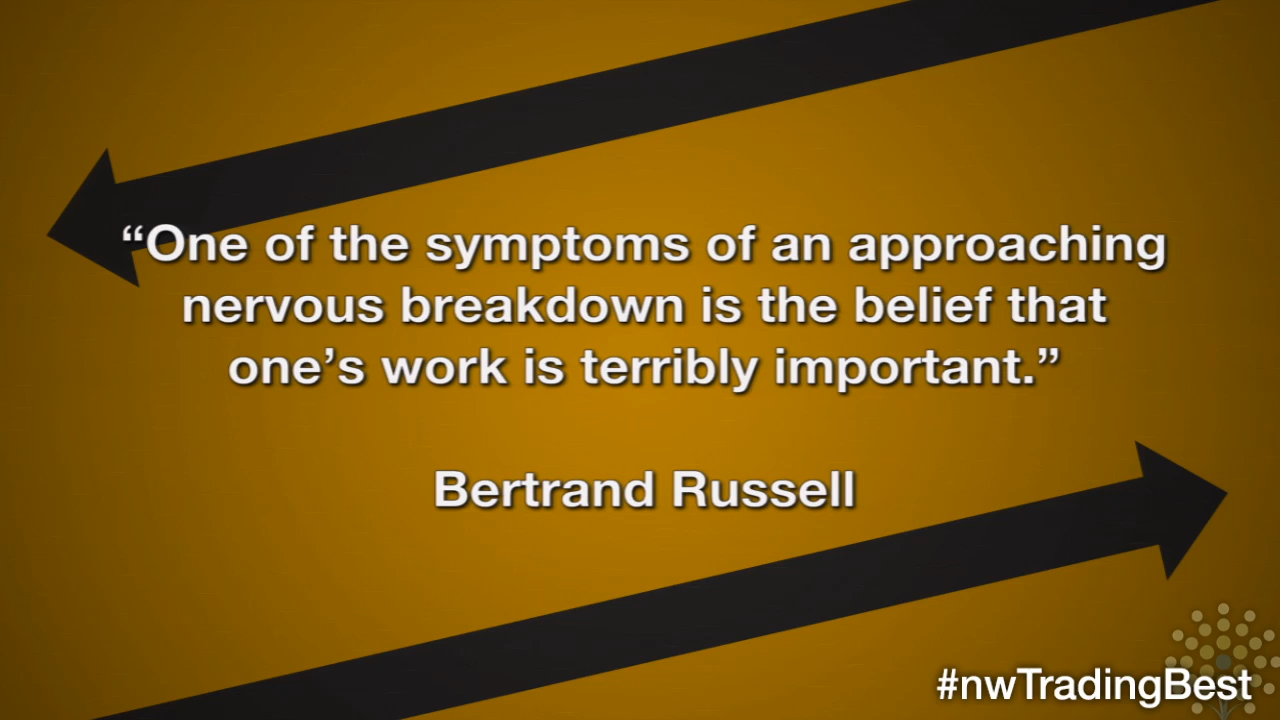 “One of the symptoms of an approaching
nervous breakdown is the belief that
one’s work is terribly important.”
Bertrand Russell
#nwTradingBest